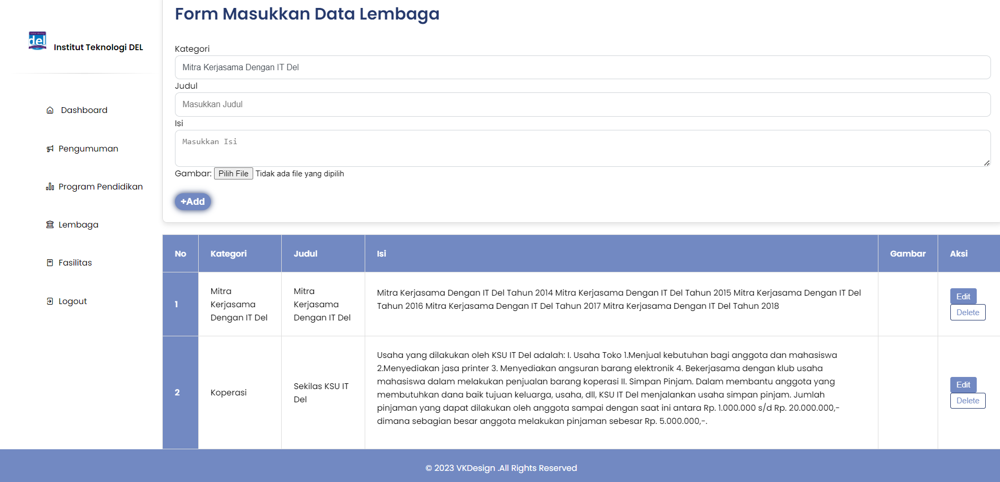 Form Masukkan Data Lembaga
del
Institut Teknologi DEL
Dashboard
Pengumuman
Program Pendidikan
Lembaga
Fasilitas
Logout
Kategori
Mitra Kerjasama Dengan IT Del
Judul
Masukkan Judul
Isi
Masukkan Isi
Gambar: Pilih File Tidak ada file yang dipilih
+Add
No Kategori Judul Isi Gambar Aksi
1
Mitra
Kerjasama
Dengan IT Del
Mitra
Kerjasama
Dengan IT Del
Mitra Kerjasama Dengan IT Del Tahun 2014 Mitra Kerjasama Dengan IT Del Tahun 2015 Mitra Kerjasama Dengan IT Del
Tahun 2016 Mitra Kerjasama Dengan IT Del Tahun 2017 Mitra Kerjasama Dengan IT Del Tahun 2018
Edit
Delete
2
Koperasi
Sekilas KSU IT
Del
Usaha yang dilakukan oleh KSU IT Del adalah: I. Usaha Toko 1.Menjual kebutuhan bagi anggota dan mahasiswa
2.Menyediakan jasa printer 3. Menyediakan angsuran barang elektronik 4. Bekerjasama dengan klub usaha
mahasiswa dalam melakukan penjualan barang koperasi II. Simpan Pinjam. Dalam membantu anggota yang
membutuhkan dana baik tujuan keluarga, usaha, dll, KSU IT Del menjalankan usaha simpan pinjam. Jumlah
pinjaman yang dapat dilakukan oleh anggota sampai dengan saat ini antara Rp. 1.000.000 s/d Rp. 20.000.000,-
dimana sebagian besar anggota melakukan pinjaman sebesar Rp. 5.000.000,-.
Edit
Delete
© 2023 VKDesign .All Rights Reserved